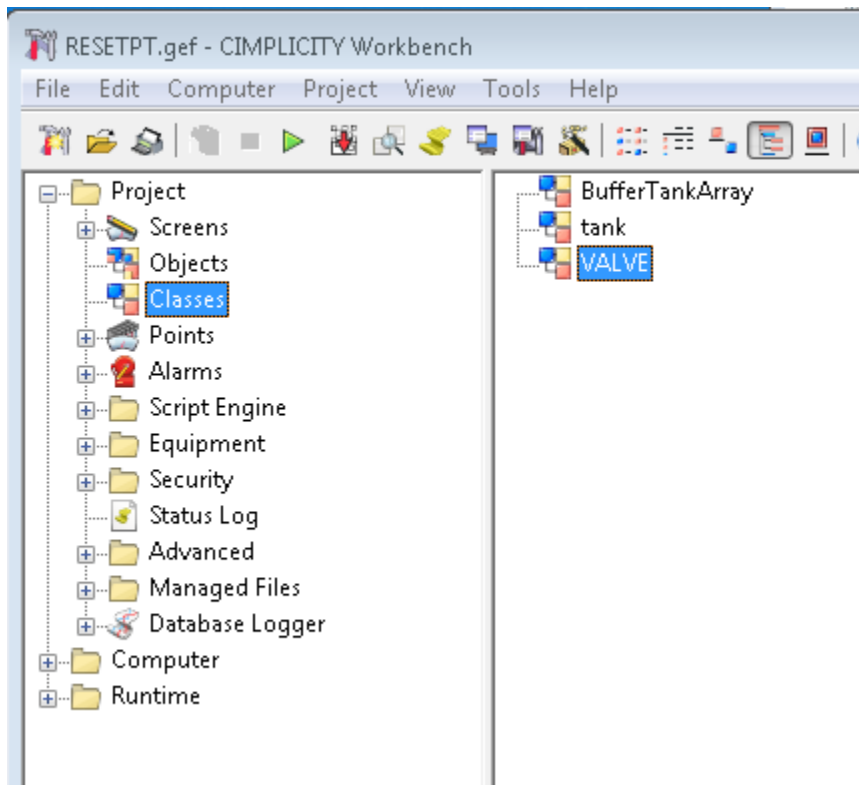 RESETPT.gef - CIMPLICITY Workbench
File Edit Computer Project View Tools Help
Project
Screens
Objects
Classes
Points
Alarms
Script Engine
Equipment
Security
Status Log
Advanced
Managed Files
Database Logger
Computer
Runtime
BufferTankArray
tank
VALVE